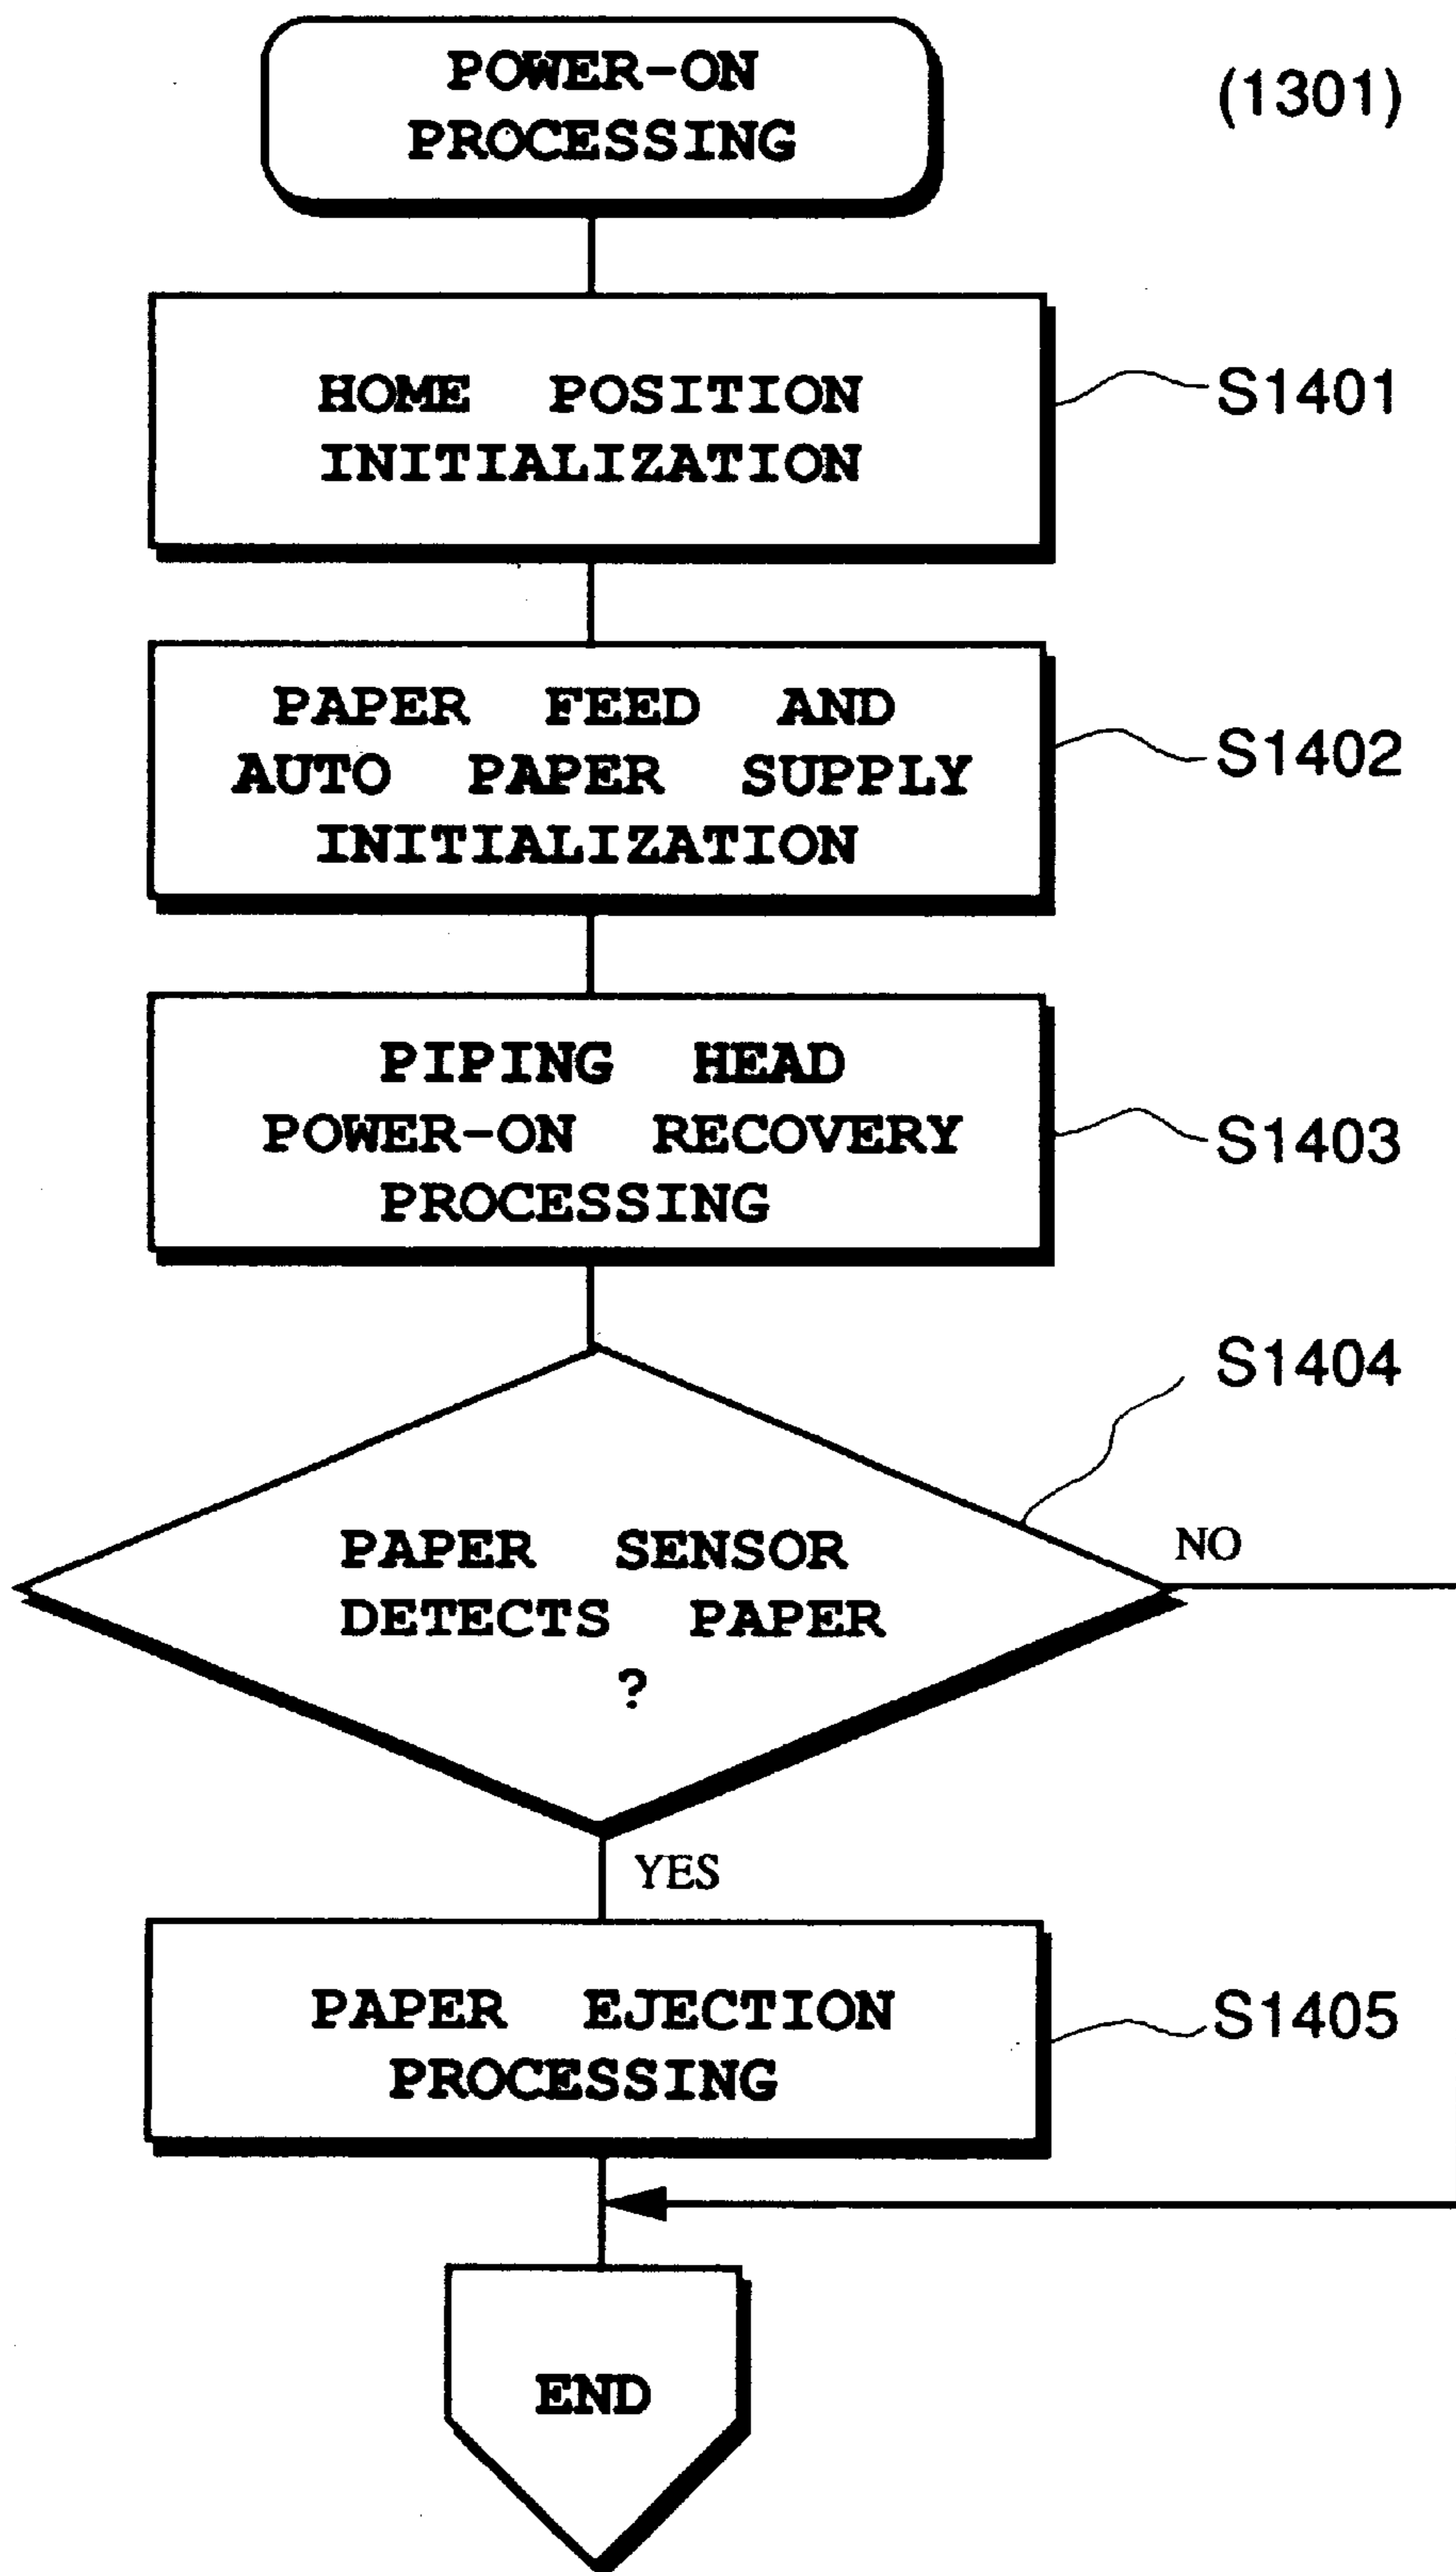 POWER-ON
PROCESSING
(1301)
HOME POSITION
INITIALIZATION
S1401
PAPER FEED AND
AUTO PAPER SUPPLY
INITIALIZATION
S1402
PIPING HEAD
POWER-ON RECOVERY
PROCESSING
S1403
S1404
PAPER SENSOR
DETECTS PAPER
?
NO
YES
PAPER EJECTION
PROCESSING
S1405
END